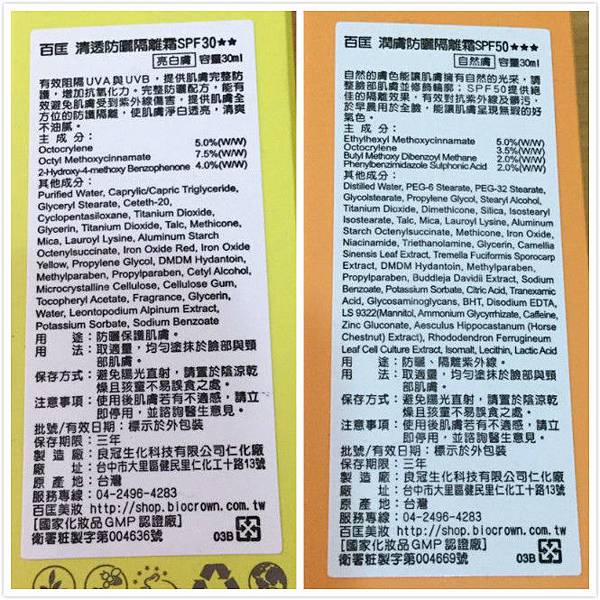 百匡 清透防曬隔離霜SPF30★★
亮白膚 容量30ml
有效阻隔UVA與UVB，提供肌膚完整防
護，增加抗氧化力。完整防曬配方，能有
效避免肌膚受到紫外線傷害，提供肌膚全
方位的防護隔離，使肌膚淨白透亮，清爽
不油膩。
主成分：
Octocrylene 5.0%(W/W)
Octyl Methoxycinnamate 7.5%(W/W)
2-Hydroxy-4-methoxy Benzophenone 4.0%(W/W)
其他成分：
Purified Water, Caprylic/Capric Triglyceride,
Glyceryl Stearate, Ceteth-20,
Cyclopentasiloxane, Titanium Dioxide,
Glycerin, Titanium Dioxide, Talc, Methicone,
Mica, Lauroyl Lysine, Aluminum Starch
Octenylsuccinate, Iron Oxide Red, Iron Oxide
Yellow, Propylene Glycol, DMDM Hydantoin,
Methylparaben, Propylparaben, Cetyl Alcohol,
Microcrystalline Cellulose, Cellulose Gum,
Tocopheryl Acetate, Fragrance, Glycerin,
Water, Leontopodium Alpinum Extract,
Potassium Sorbate, Sodium Benzoate
用途：防曬保護肌膚。
用法：取適量，均勻塗抹於臉部與頸
部肌膚。
保存方式：避免陽光直射，請置於陰涼乾
燥且孩童不易誤食之處。
注意事項：使用後肌膚若有不適感，請立
即停用，並諮詢醫生意見。
批號/有效日期：標示於外包裝
保存期限：三年
製造廠：良冠生化科技有限公司仁化廠
廠址：台中市大里區健民里仁化工十路13號
原產地：台灣
服務專線：04-2496-4283
百匡美妝 http://shop.biocrown.com.tw
[國家化妝品GMP認證廠]
衛署粧製字第004636號 03B
百匡 潤膚防曬隔離霜SPF50★★★
自然膚 容量30ml
自然的膚色能讓肌膚擁有自然的光采，調
整臉部肌膚並修飾輪廓；SPF50提供絕
佳的隔離效果，有效對抗紫外線及髒污，
於早晨用於全臉，能讓肌膚呈現無瑕的好
氣色。
主成分：
Ethylhexyl Methoxycinnamate 5.0%(W/W)
Octocrylene 3.5%(W/W)
Butyl Methoxy Dibenzoyl Methane 2.0%(W/W)
Phenylbenzimidazole Sulphonic Acid 2.0%(W/W)
其他成分：
Distilled Water, PEG-6 Stearate, PEG-32 Stearate,
Glycolstearate, Propylene Glycol, Stearyl Alcohol,
Titanium Dioxide, Dimethicone, Silica, Isostearyl
Isostearate, Talc, Mica, Lauroyl Lysine, Aluminum
Starch Octenylsuccinate, Methicone, Iron Oxide,
Niacinamide, Triethanolamine, Glycerin, Camellia
Sinensis Leaf Extract, Tremella Fuciformis Sporocarp
Extract, DMDM Hydantoin, Methylparaben,
Propylparaben, Buddleja Davidii Extract, Sodium
Benzoate, Potassium Sorbate, Citric Acid, Tranexamic
Acid, Glycosaminoglycans, BHT, Disodium EDTA,
LS 9322(Mannitol, Ammonium Glycyrrhizate, Caffeine,
Zinc Gluconate, Aesculus Hippocastanum (Horse
Chestnut) Extract), Rhododendron Ferrugineum
Leaf Cell Culture Extract, Isomalt, Lecithin, Lactic Acid
用途：防曬、隔離紫外線。
用法：取適量，均勻塗抹於臉部與
頸部肌膚。
保存方式：避免陽光直射，請置於陰涼乾
燥且孩童不易誤食之處。
注意事項：使用後肌膚若有不適感，請立
即停用，並諮詢醫生意見。
批號/有效日期：標示於外包裝
保存期限：三年
製造廠：良冠生化科技有限公司仁化廠
廠址：台中市大里區健民里仁化工十路13號
原產地：台灣
服務專線：04-2496-4283
百匡美妝 http://shop.biocrown.com.tw
[國家化妝品GMP認證廠]
衛署粧製字第004669號 03B